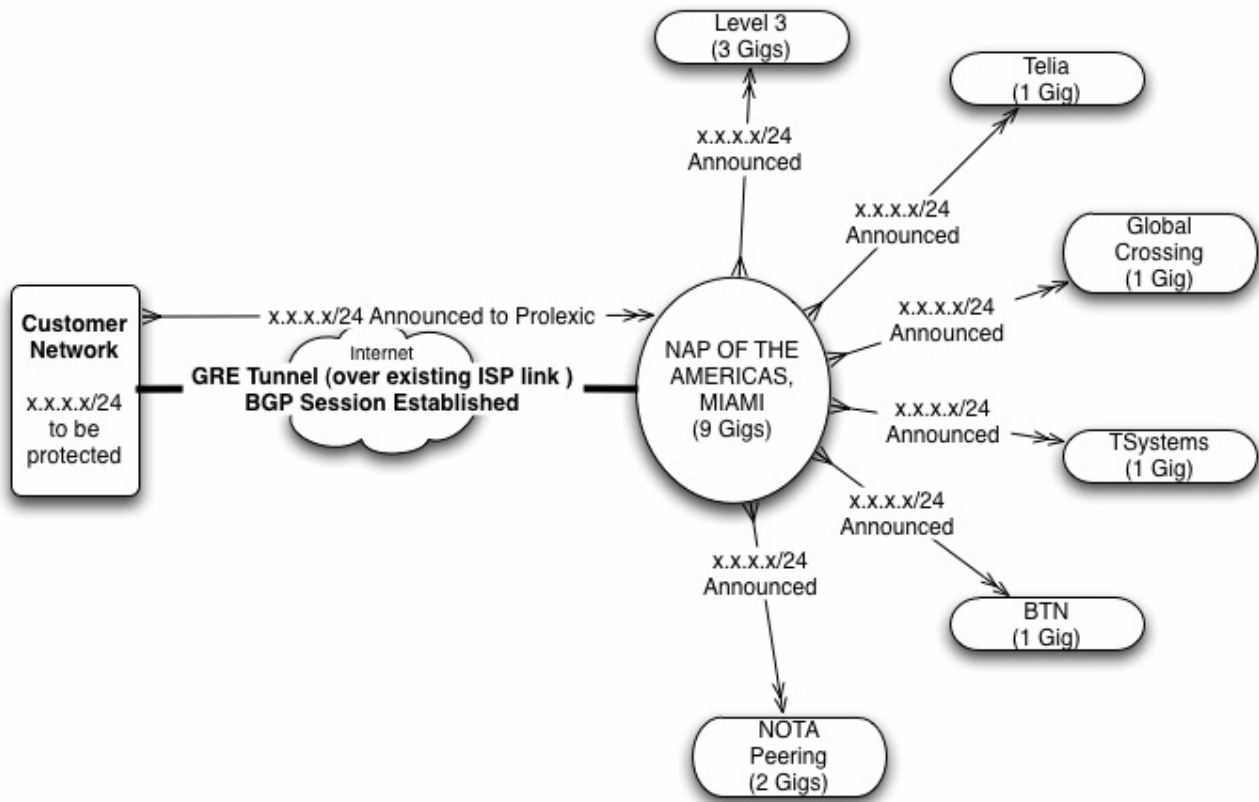 Level 3
(3 Gigs)
Telia
(1 Gig)
x.x.x.x/24
Announced
x.x.x.x/24
Announced
Global
Crossing
(1 Gig)
x.x.x.x/24
Announced
Customer
Network
x.x.x.x/24
to be
protected
x.x.x.x/24 Announced to Prolexic
Internet
GRE Tunnel (over existing ISP link )
BGP Session Established
NAP OF THE
AMERICAS,
MIAMI
(9 Gigs)
x.x.x.x/24
Announced
TSystems
(1 Gig)
x.x.x.x/24
Announced
x.x.x.x/24
Announced
BTN
(1 Gig)
NOTA
Peering
(2 Gigs)